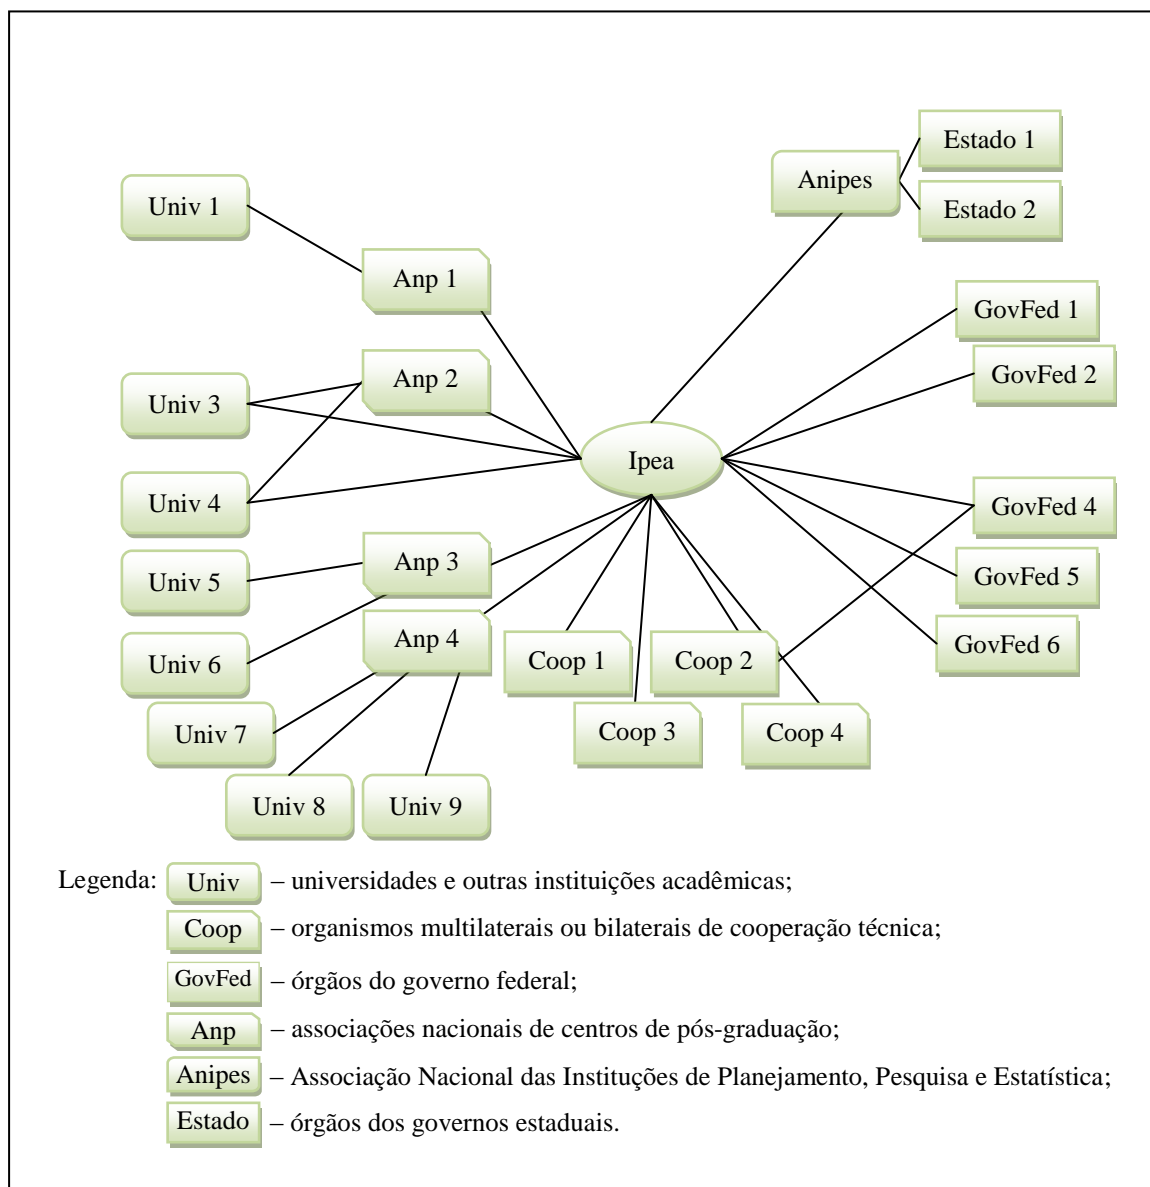 Estado 1
Anipes
Estado 2
Univ 1
Anp 1
GovFed 1
Anp 2
GovFed 2
Univ 3
Ipea
Univ 4
GovFed 4
Anp 3
Univ 5
GovFed 5
Anp 4
Univ 6
Coop 1
Coop 2
GovFed 6
Univ 7
Coop 3
Coop 4
Univ 8
Univ 9
Legenda: Univ – universidades e outras instituições acadêmicas;
Coop – organismos multilaterais ou bilaterais de cooperação técnica;
GovFed – órgãos do governo federal;
Anp – associações nacionais de centros de pós-graduação;
Anipes – Associação Nacional das Instituções de Planejamento, Pesquisa e Estatística;
Estado – órgãos dos governos estaduais.